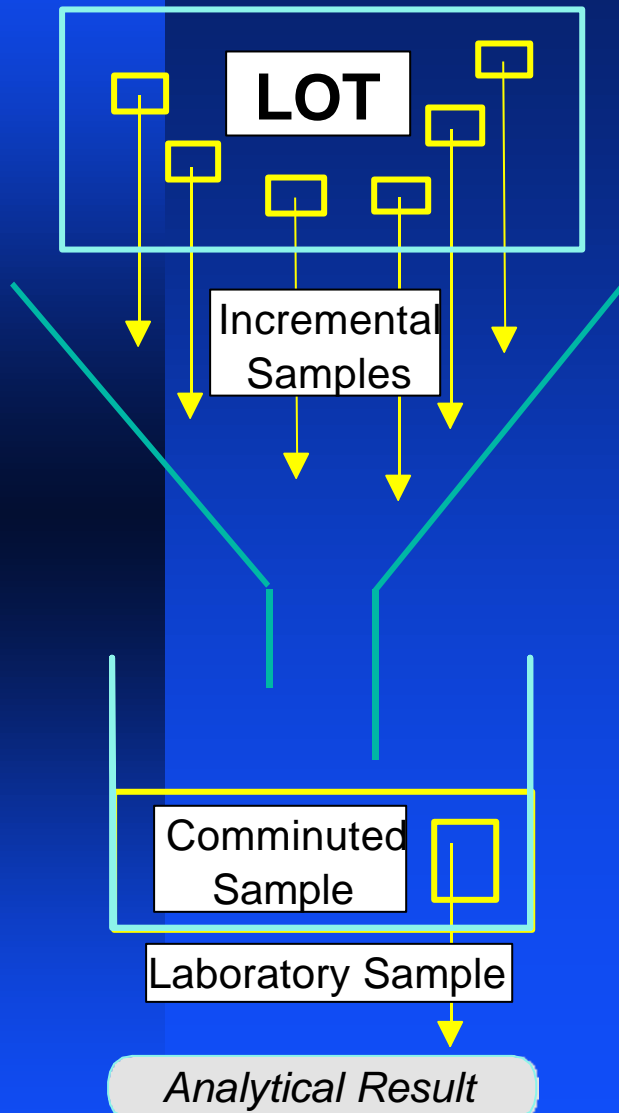 LOT
Incremental
Samples
Comminuted
Sample
Laboratory Sample
Analytical Result